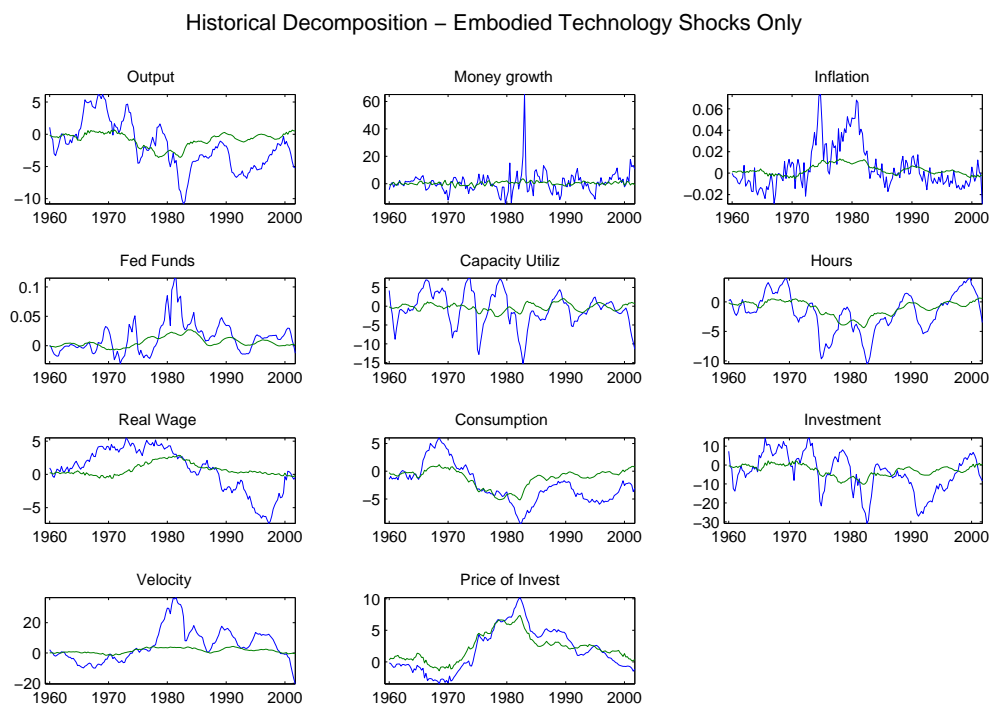 Historical Decomposition − Embodied Technology Shocks Only
Output
5
0
−5
−10
1960 1970 1980 1990 2000
Money growth
60
40
20
0
1960 1970 1980 1990 2000
Inflation
0.06
0.04
0.02
0
−0.02
1960 1970 1980 1990 2000
Fed Funds
0.1
0.05
0
1960 1970 1980 1990 2000
Capacity Utiliz
5
0
−5
−10
−15
1960 1970 1980 1990 2000
Hours
0
−5
−10
1960 1970 1980 1990 2000
Real Wage
5
0
−5
1960 1970 1980 1990 2000
Consumption
5
0
−5
1960 1970 1980 1990 2000
Investment
10
0
−10
−20
−30
1960 1970 1980 1990 2000
Velocity
20
0
−20
1960 1970 1980 1990 2000
Price of Invest
10
5
0
1960 1970 1980 1990 2000